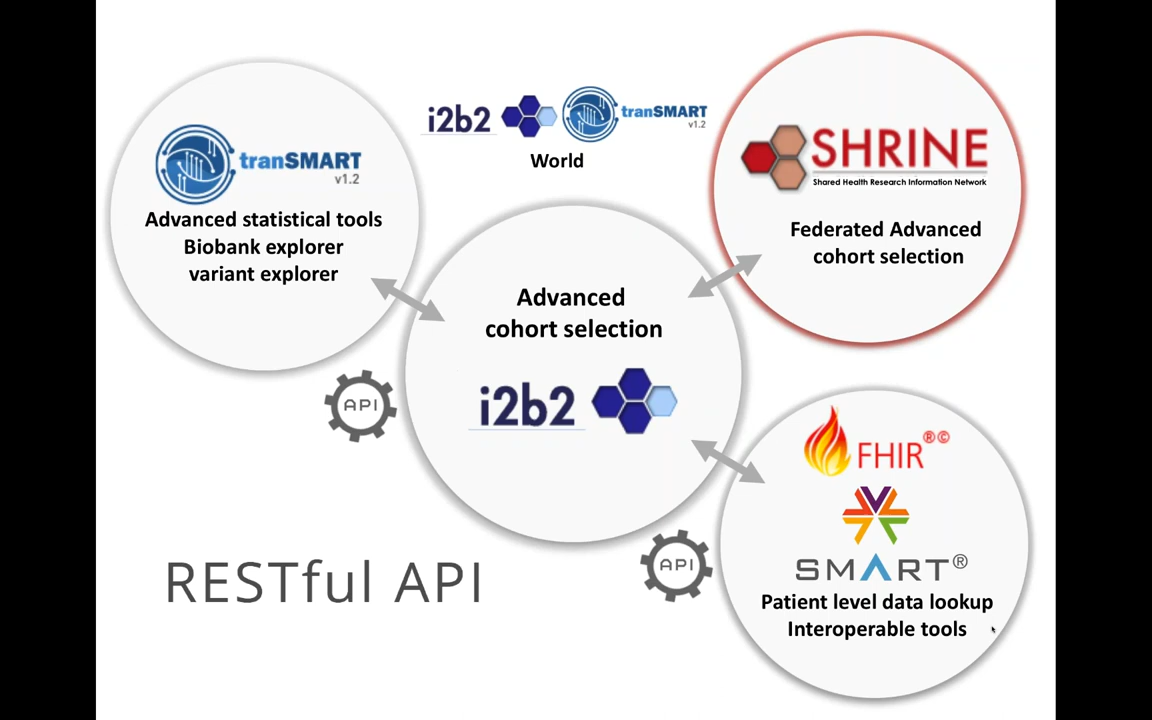 i2b2
tranSMART
v1.2
World
tranSMART
v1.2
Advanced statistical tools
Biobank explorer
variant explorer
SHRINE
Shared Health Research Information Network
Federated Advanced
cohort selection
Advanced
cohort selection
i2b2
API
FHIR®©
SMART®
Patient level data lookup
Interoperable tools
API
RESTful API